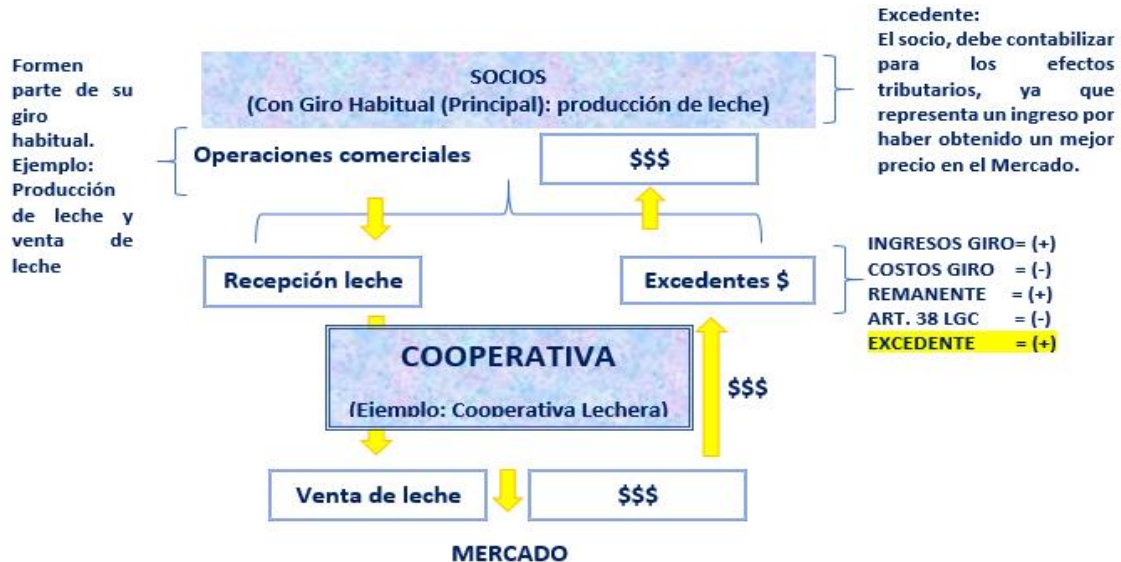 Formen
parte de su
giro
habitual.
Ejemplo:
Producción
de leche y
venta de
leche
SOCIOS
(Con Giro Habitual (Principal): producción de leche)
Excedente:
El socio, debe contabilizar
para los efectos
tributarios, ya que
representa un ingreso por
haber obtenido un mejor
precio en el Mercado.
Operaciones comerciales
$$$
Recepción leche
Excedentes $
INGRESOS GIRO= (+)
COSTOS GIRO = (-)
REMANENTE = (+)
ART. 38 LGC = (-)
EXCEDENTE = (+)
COOPERATIVA
(Ejemplo: Cooperativa Lechera)
$$$
Venta de leche
$$$
MERCADO